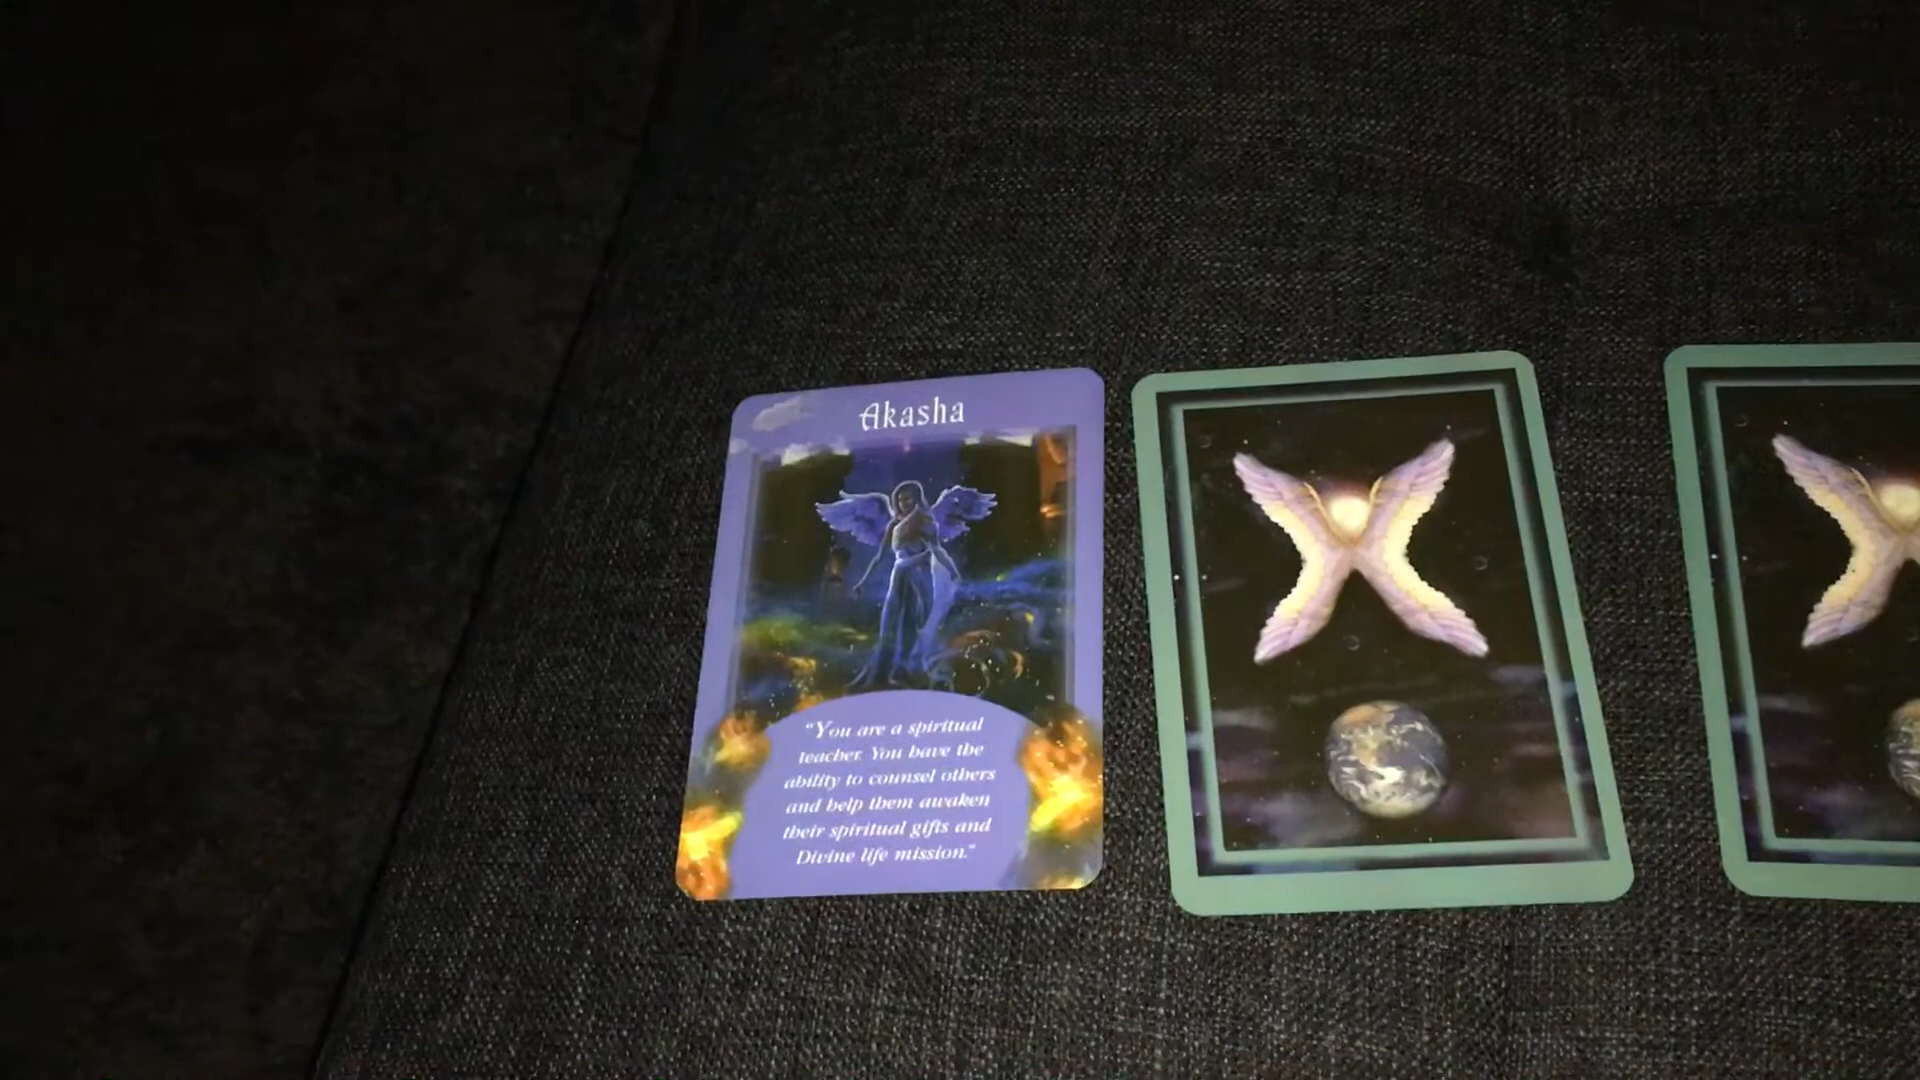 Akasha
"You are a spiritual
teacher. You have the
ability to counsel others
and help them awaken
their spiritual gifts and
Divine life mission."